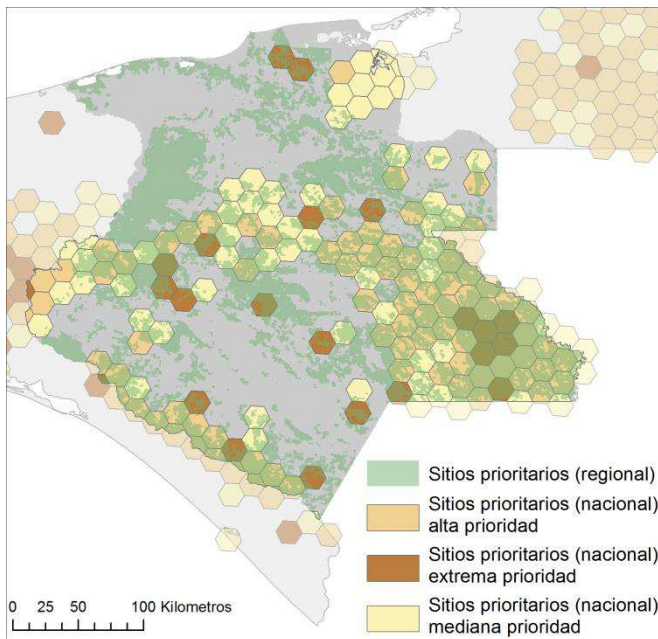 Sitios prioritarios (regional)
Sitios prioritarios (nacional)
alta prioridad
Sitios prioritarios (nacional)
extrema prioridad
Sitios prioritarios (nacional)
mediana prioridad
0 25 50 100 Kilometros